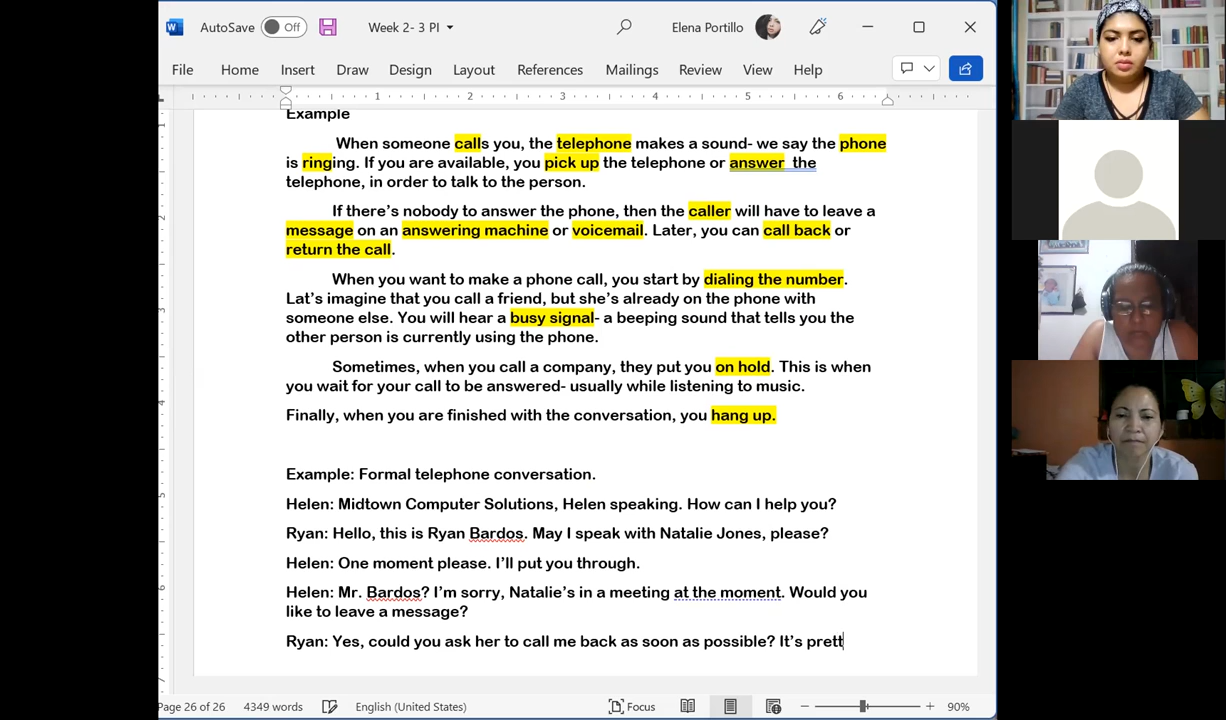 AutoSave Off Week 2- 3 PI Elena Portillo
File Home Insert Draw Design Layout References Mailings Review View Help
1 2 3 4 5 6
Example
When someone calls you, the telephone makes a sound- we say the phone
is ringing. If you are available, you pick up the telephone or answer the
telephone, in order to talk to the person.
If there’s nobody to answer the phone, then the caller will have to leave a
message on an answering machine or voicemail. Later, you can call back or
return the call.
When you want to make a phone call, you start by dialing the number.
Lat’s imagine that you call a friend, but she’s already on the phone with
someone else. You will hear a busy signal- a beeping sound that tells you the
other person is currently using the phone.
Sometimes, when you call a company, they put you on hold. This is when
you wait for your call to be answered- usually while listening to music.
Finally, when you are finished with the conversation, you hang up.
Example: Formal telephone conversation.
Helen: Midtown Computer Solutions, Helen speaking. How can I help you?
Ryan: Hello, this is Ryan Bardos. May I speak with Natalie Jones, please?
Helen: One moment please. I’ll put you through.
Helen: Mr. Bardos? I’m sorry, Natalie’s in a meeting at the moment. Would you
like to leave a message?
Ryan: Yes, could you ask her to call me back as soon as possible? It’s prett
Page 26 of 26 4349 words English (United States) Focus 90%